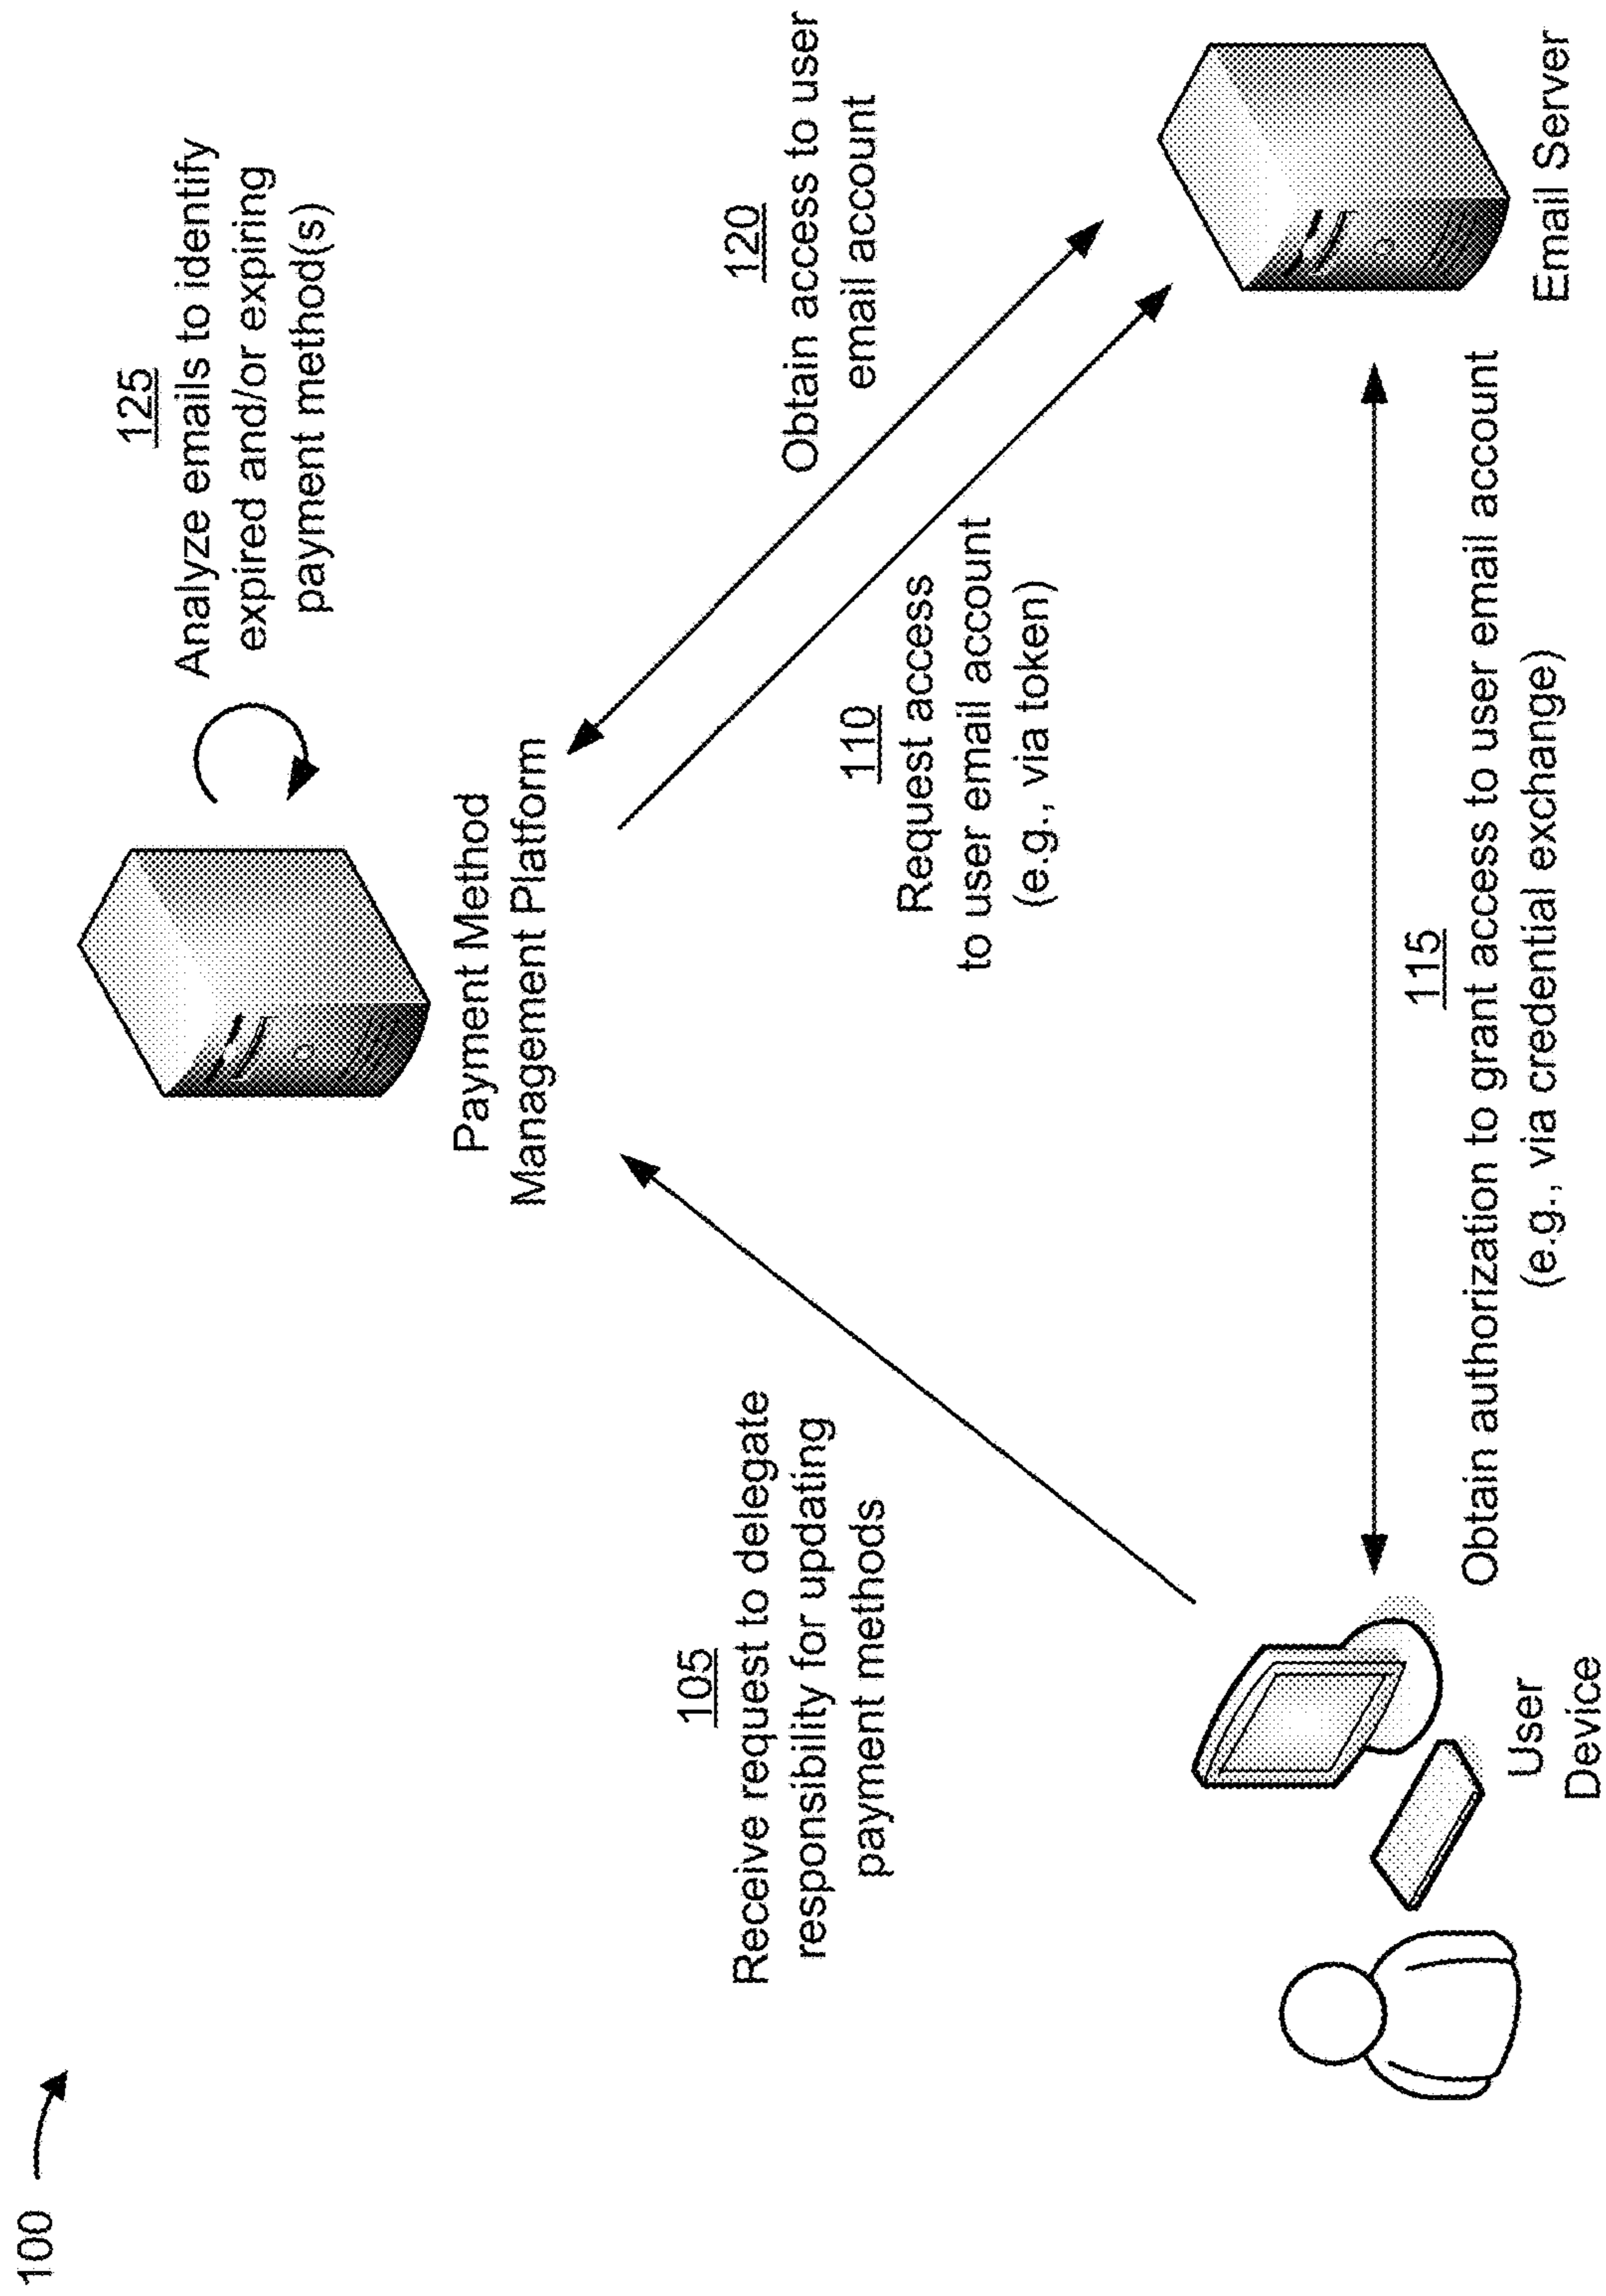 100
125
Analyze emails to identify
expired and/or expiring
payment method(s)
Payment Method
Management Platform
105
Receive request to delegate
responsibility for updating
payment methods
120
Obtain access to user
email account
110
Request access
to user email account
(e.g., via token)
115
Obtain authorization to grant access to user email account
(e.g., via credential exchange)
User
Device
Email Server